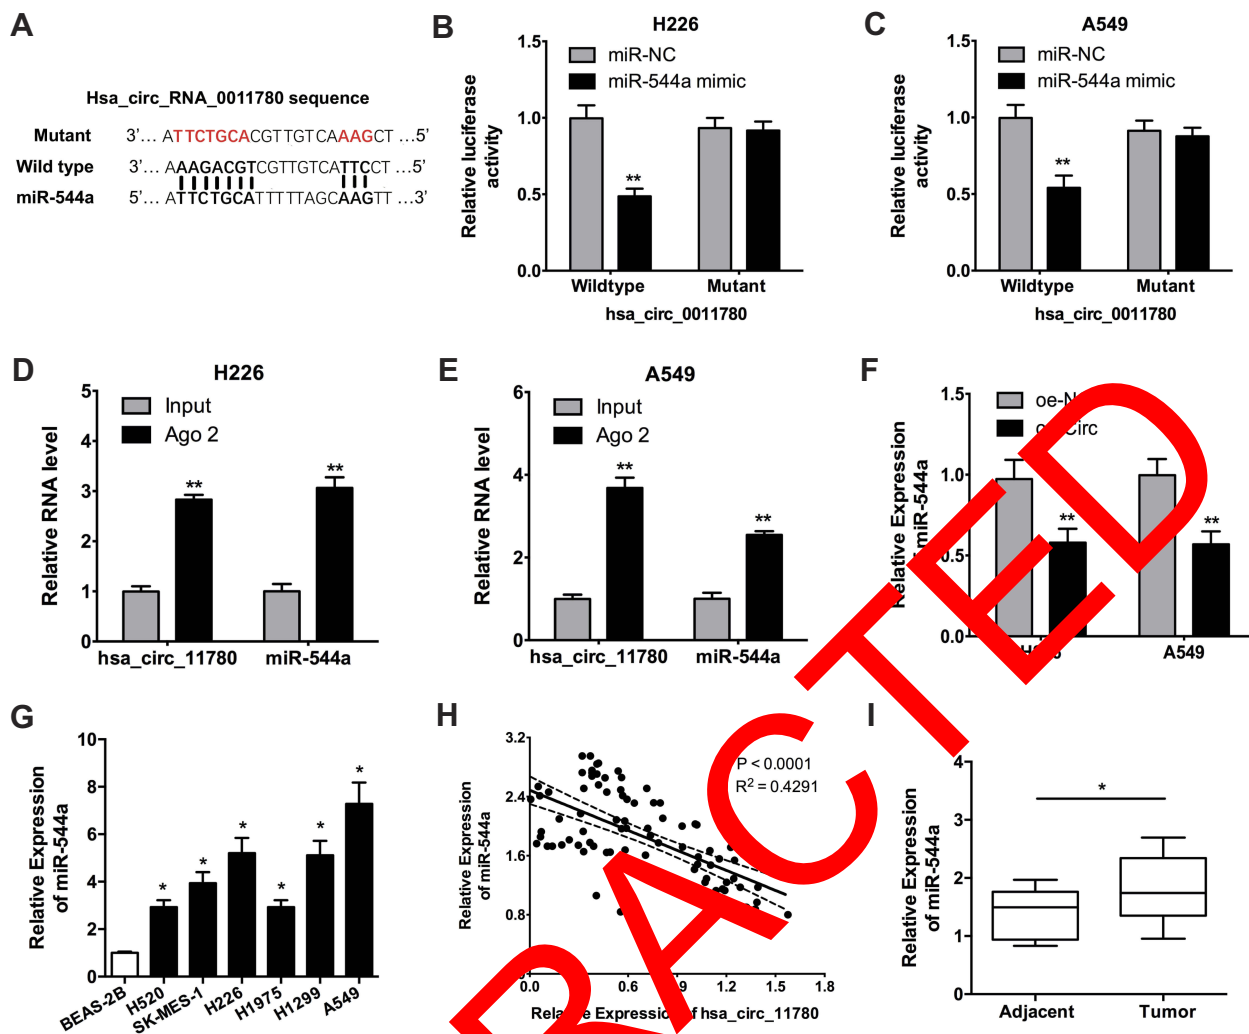 A
Hsa_circ_RNA_0011780 sequence
Mutant 3'... ATTCTGCACGTTGTCAAAGCT ...5'
Wild type 3'... AAAGACGTCGTTGTCATTCCT ...5'
miR-544a 5'... ATTCTGCATTTTTAGCAAGTT ...3'
B
H226
miR-NC
miR-544a mimic
Relative luciferase
activity
1.5
1.0
0.5
0.0
**
Wildtype Mutant
hsa_circ_0011780
C
A549
miR-NC
miR-544a mimic
Relative luciferase
activity
1.5
1.0
0.5
0.0
**
Wildtype Mutant
hsa_circ_0011780
D
H226
Input
Ago 2
Relative RNA level
5
4
3
2
1
0
** **
hsa_circ_11780 miR-544a
E
A549
Input
Ago 2
Relative RNA level
6
4
2
0
** **
hsa_circ_11780 miR-544a
F
Relative Expression
miR-544a
1.5
1.0
0.5
0.0
** **
A549
G
Relative Expression
of miR-544a
10
8
6
4
2
0
* * * * * *
BEAS-2B H520 SK-MES-1 H226 H1975 H1299 A549
H
Relative Expression
of miR-544a
3.2
2.4
1.6
0.8
P < 0.0001
R² = 0.4291
0.0 0.6 1.2 1.5 1.8
Relative Expression of hsa_circ_11780
I
Relative Expression
of miR-544a
4
3
2
1
0
*
Adjacent Tumor
RACTED